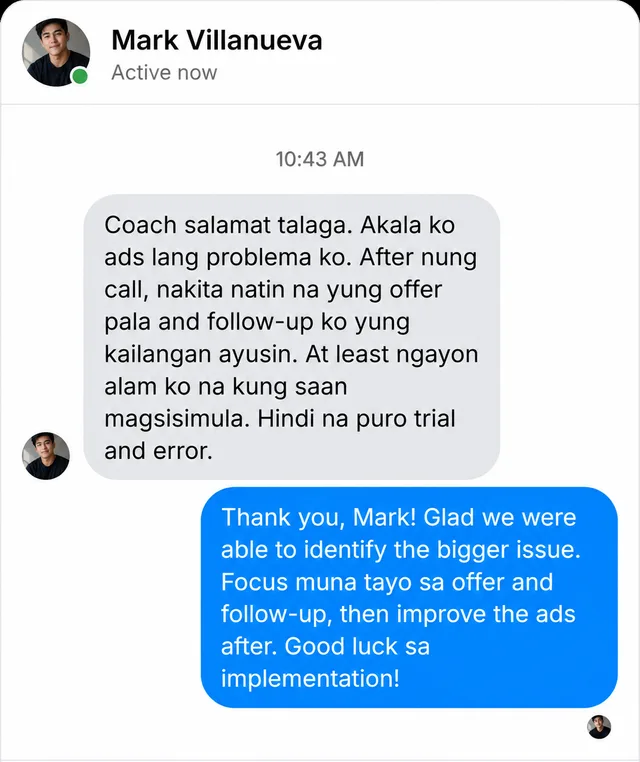 Mark Villanueva
Active now
10:43 AM
Coach salamat talaga. Akala ko
ads lang problema ko. After nung
call, nakita natin na yung offer
pala and follow-up ko yung
kailangan ayusin. At least ngayon
alam ko na kung saan
magsisimula. Hindi na puro trial
and error.
Thank you, Mark! Glad we were
able to identify the bigger issue.
Focus muna tayo sa offer and
follow-up, then improve the ads
after. Good luck sa
implementation!